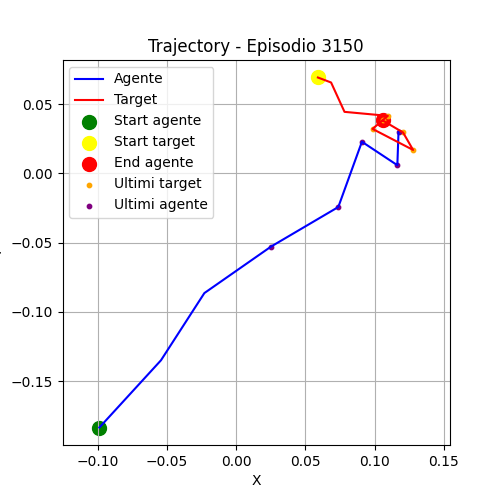 Trajectory - Episodio 3150
Agente
Target
Start agente
Start target
End agente
Ultimi target
Ultimi agente
0.05
0.00
−0.05
−0.10
−0.15
−0.10
−0.05
0.00
0.05
0.10
0.15
X